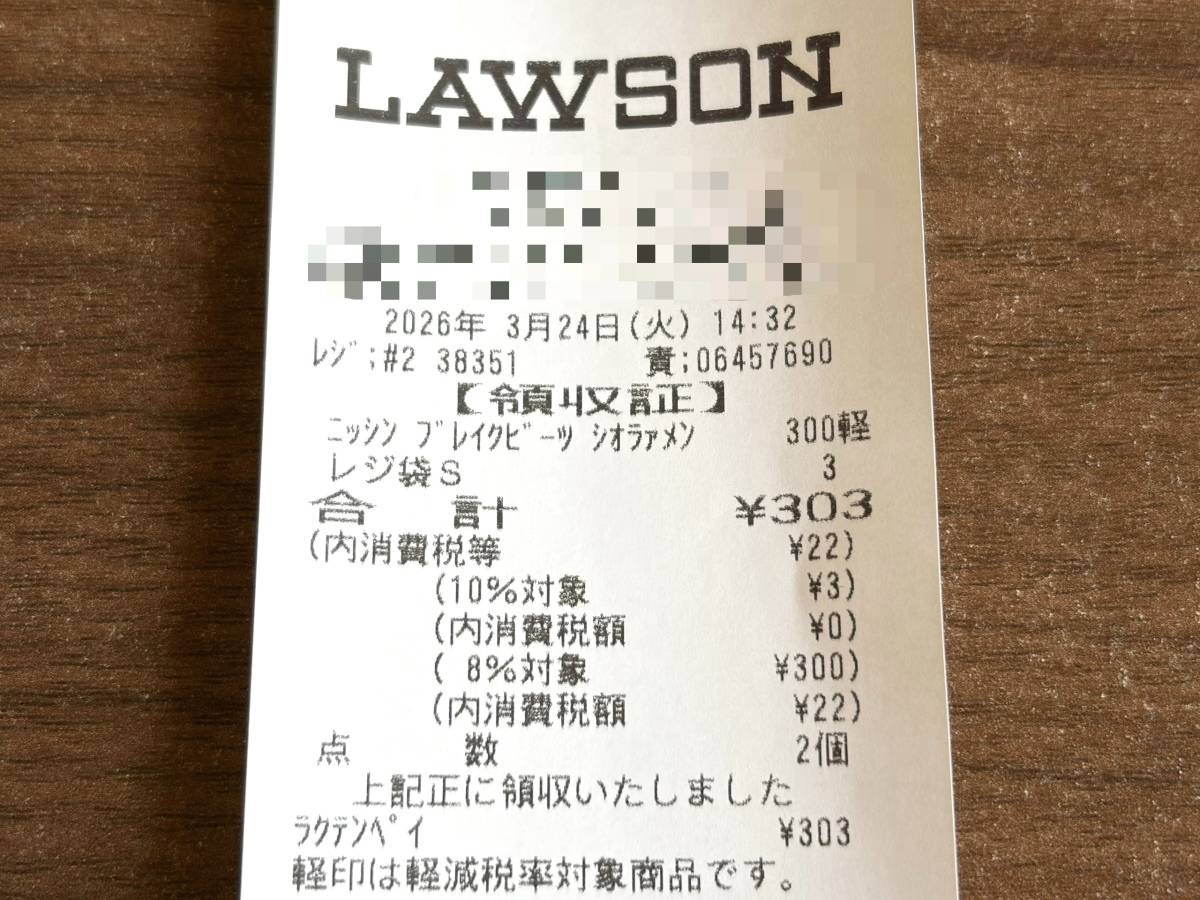 LAWSON
2026年 3月24日(火) 14:32
ﾚｼﾞ;#2 38351 責;06457690
【領収証】
ﾆｯｼﾝ ﾌﾞﾚｲｸﾋﾞｰﾂ ｼｵﾗｧﾒﾝ 300軽
レジ袋S 3
合 計 ¥303
(内消費税等 ¥22)
(10%対象 ¥3)
(内消費税額 ¥0)
( 8%対象 ¥300)
(内消費税額 ¥22)
点 数 2個
上記正に領収いたしました
ﾗｸﾃﾝﾍﾟｲ ¥303
軽印は軽減税率対象商品です。